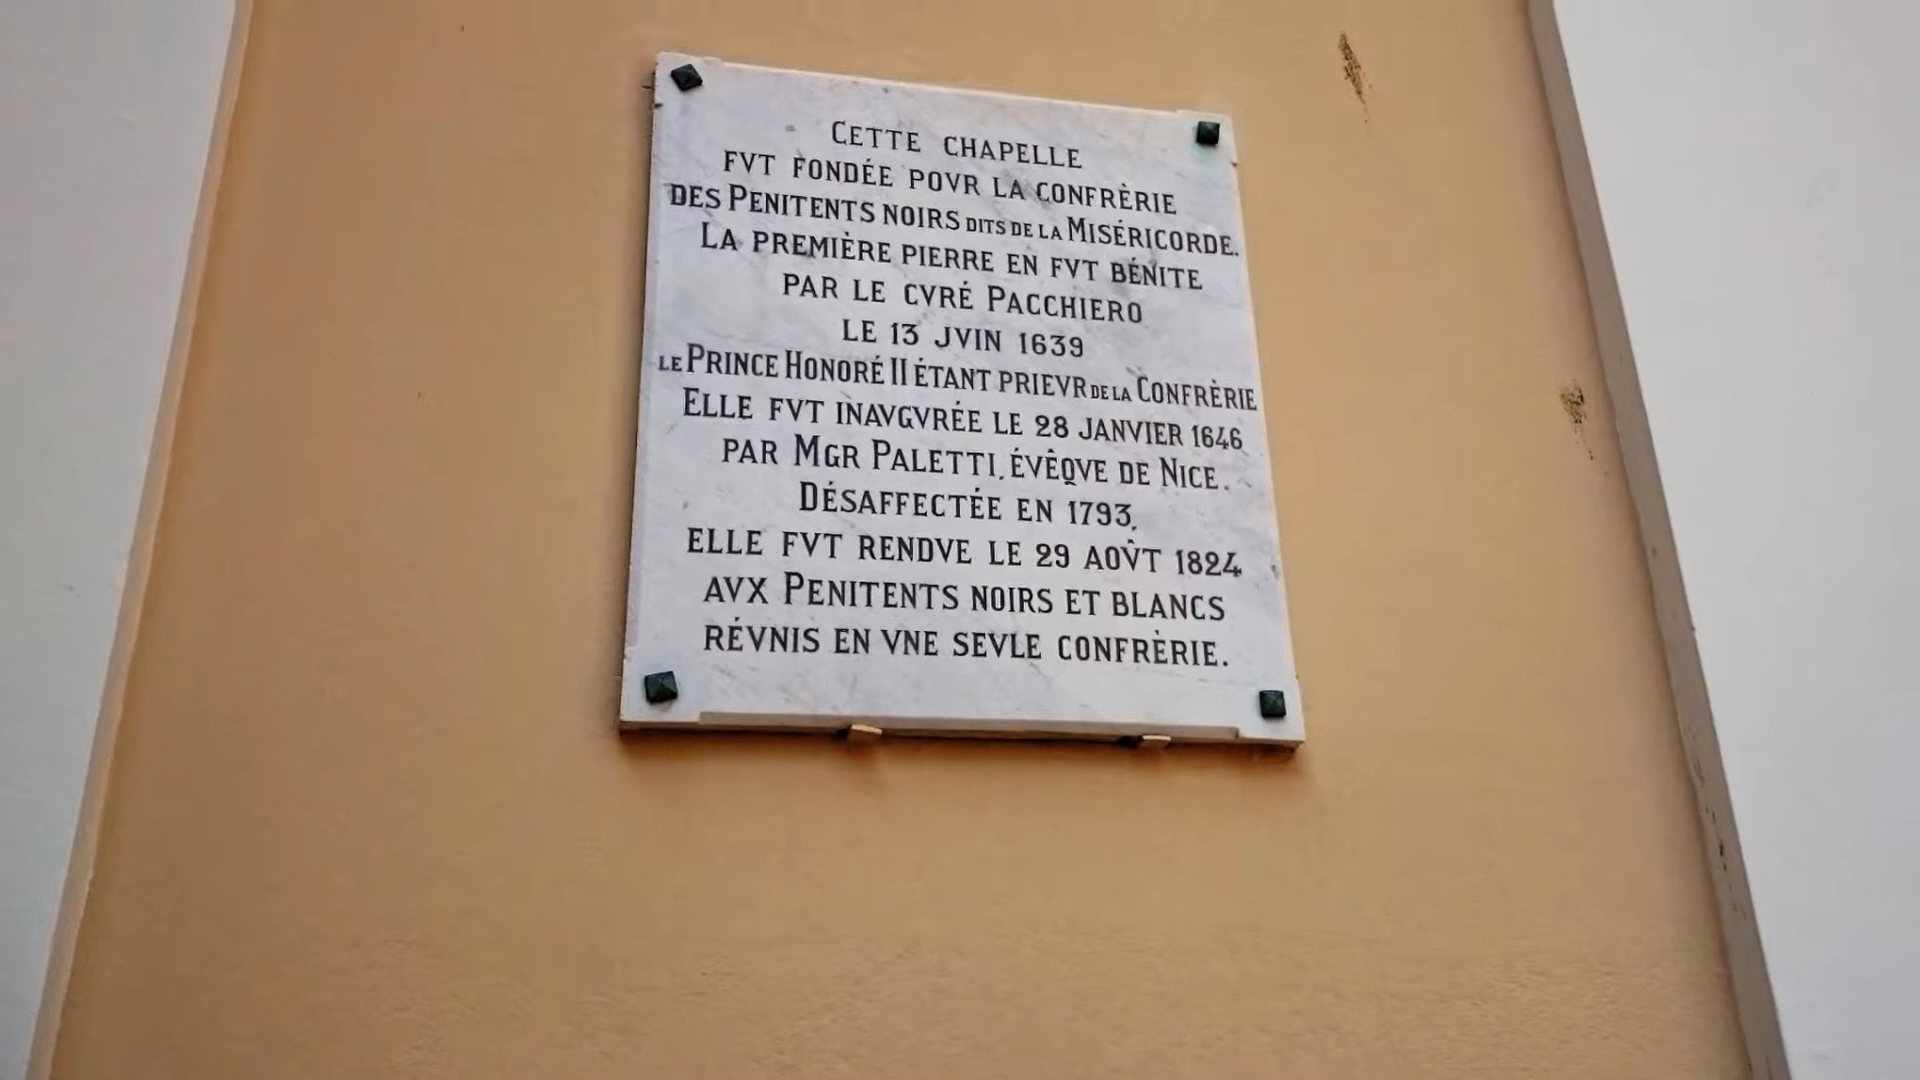 CETTE CHAPELLE
FVT FONDÉE POVR LA CONFRÈRIE
DES PENITENTS NOIRS DITS DE LA MISÉRICORDE.
LA PREMIÈRE PIERRE EN FVT BÉNITE
PAR LE CVRÉ PACCHIERO
LE 13 JVIN 1639
LE PRINCE HONORÉ II ÉTANT PRIEVR DE LA CONFRÈRIE
ELLE FVT INAVGVRÉE LE 28 JANVIER 1646
PAR MGR PALETTI, ÉVÊQVE DE NICE.
DÉSAFFECTÉE EN 1793,
ELLE FVT RENDVE LE 29 AOV̂T 1824
AVX PENITENTS NOIRS ET BLANCS
RÉVNIS EN VNE SEVLE CONFRÈRIE.